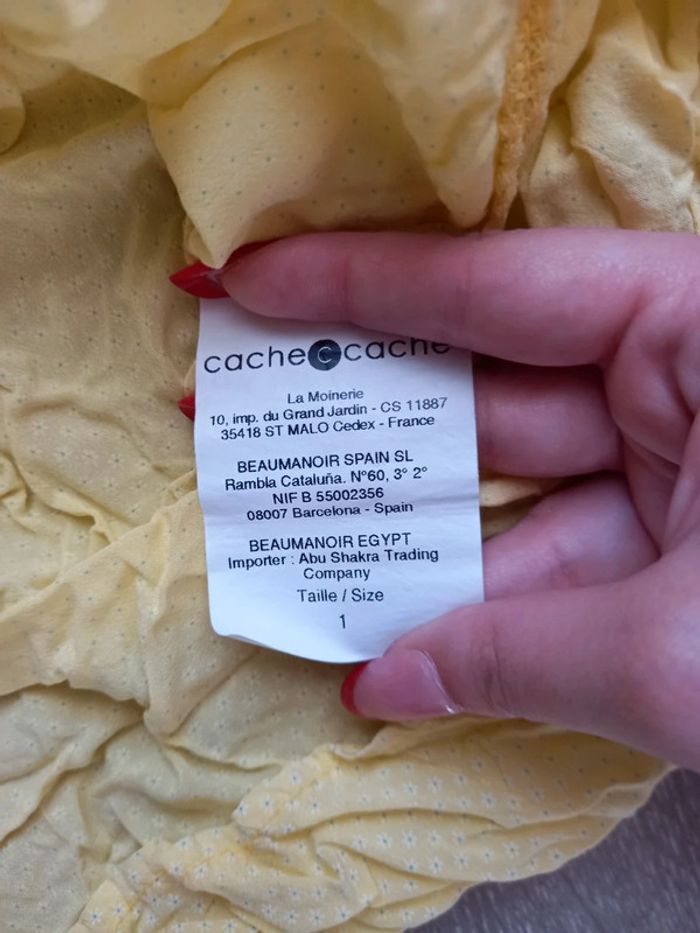 cache c cache
La Moinerie
10, imp. du Grand Jardin - CS 11887
35418 ST MALO Cedex - France
BEAUMANOIR SPAIN SL
Rambla Cataluña. N°60, 3° 2°
NIF B 55002356
08007 Barcelona - Spain
BEAUMANOIR EGYPT
Importer : Abu Shakra Trading
Company
Taille / Size
1